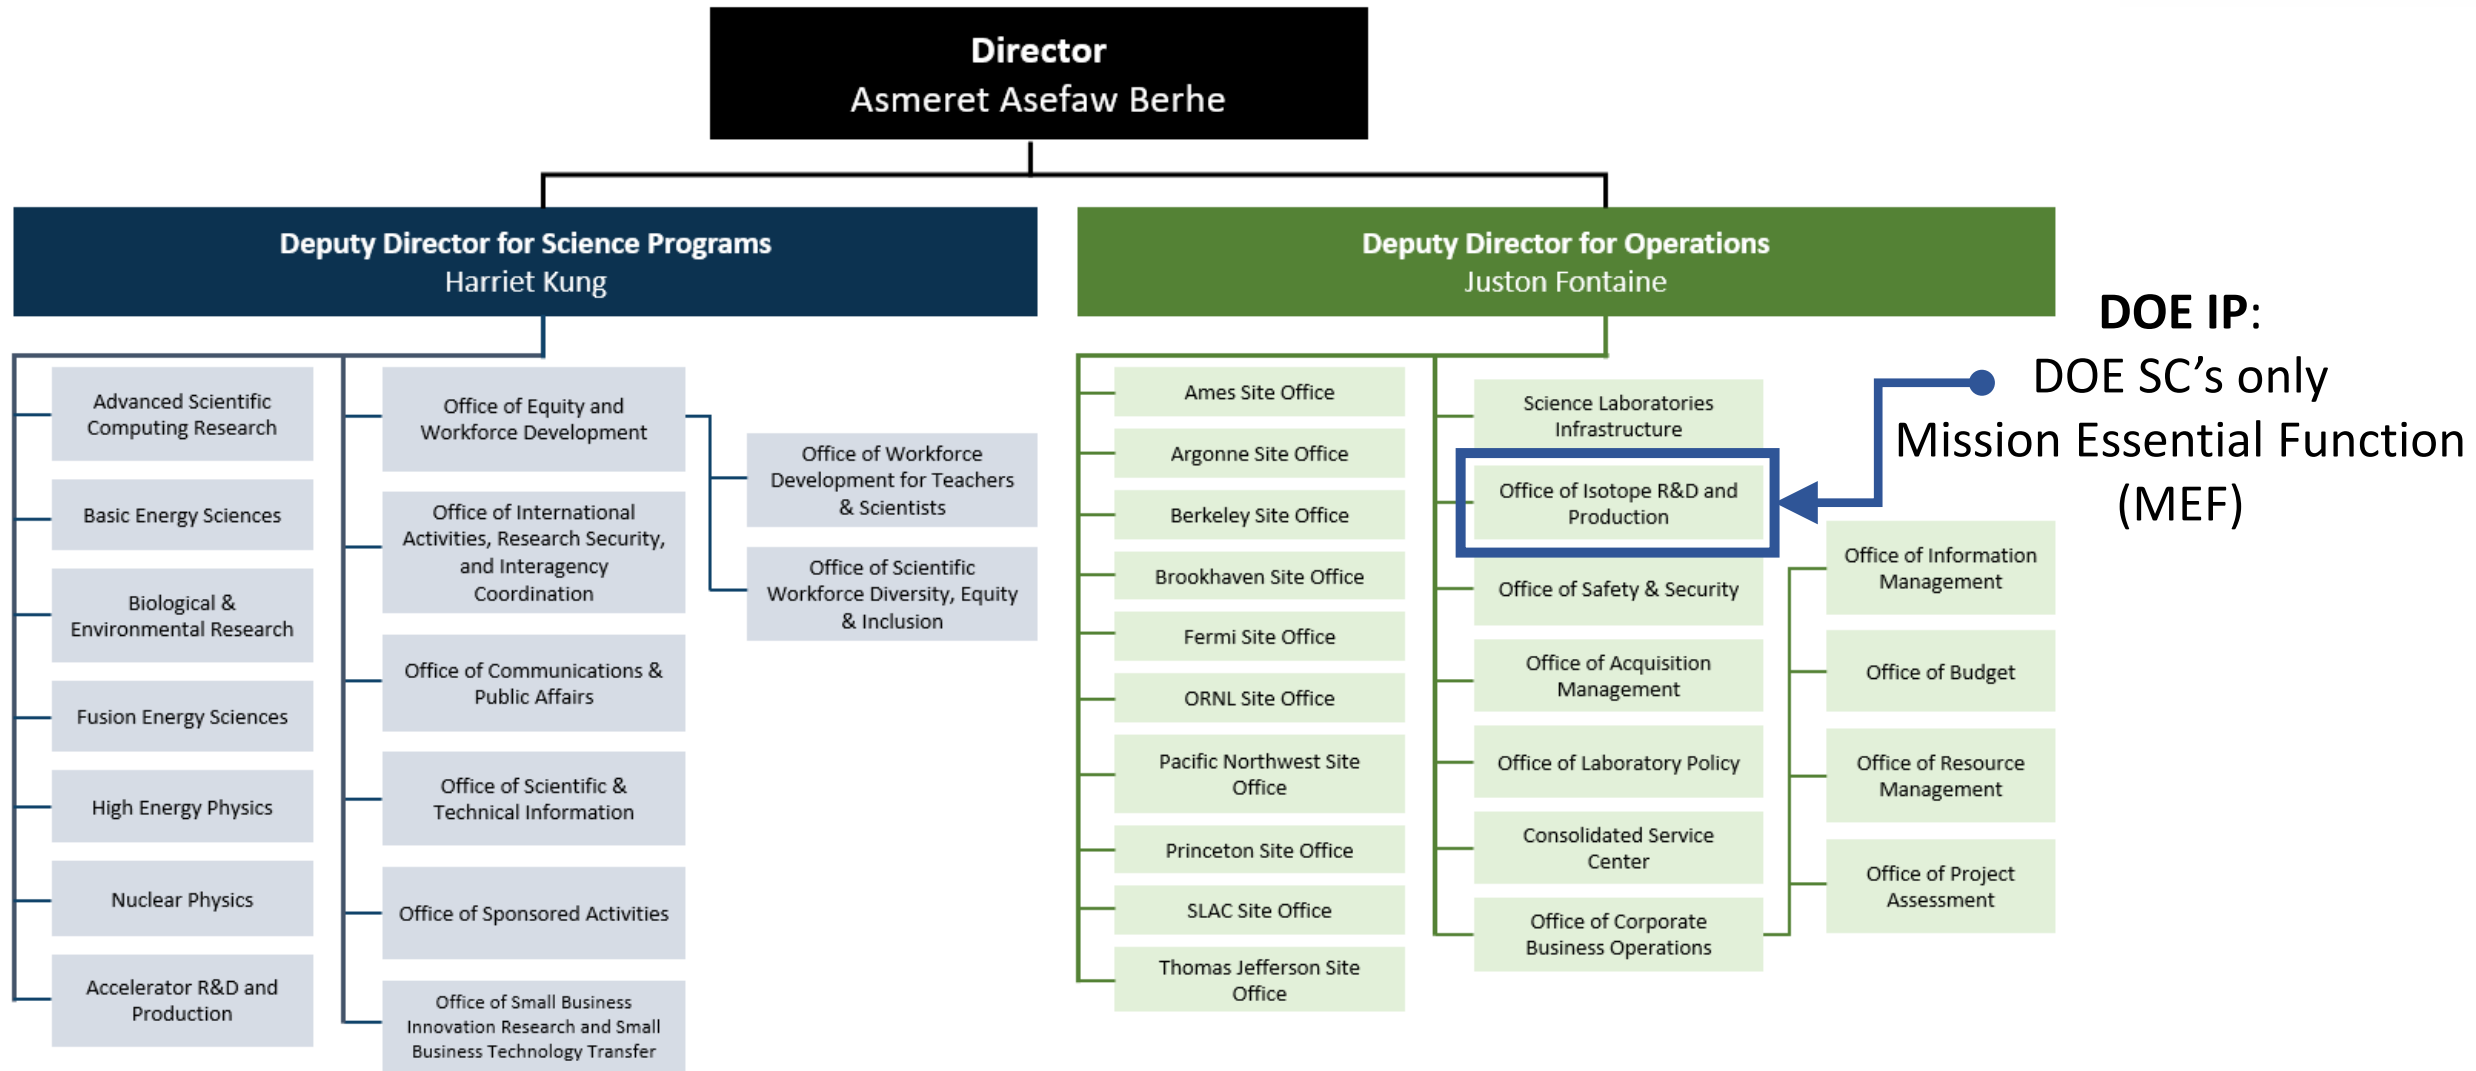 Director
Asmeret Asefaw Berhe
Deputy Director for Science Programs
Harriet Kung
Advanced Scientific
Computing Research
Basic Energy Sciences
Biological &
Environmental Research
Fusion Energy Sciences
High Energy Physics
Nuclear Physics
Accelerator R&D and
Production
Office of Equity and
Workforce Development
Office of International
Activities, Research Security,
and Interagency
Coordination
Office of Communications &
Public Affairs
Office of Scientific &
Technical Information
Office of Sponsored Activities
Office of Small Business
Innovation Research and Small
Business Technology Transfer
Office of Workforce
Development for Teachers
& Scientists
Office of Scientific
Workforce Diversity, Equity
& Inclusion
Deputy Director for Operations
Juston Fontaine
Ames Site Office
Argonne Site Office
Berkeley Site Office
Brookhaven Site Office
Fermi Site Office
ORNL Site Office
Pacific Northwest Site
Office
Princeton Site Office
SLAC Site Office
Thomas Jefferson Site
Office
Science Laboratories
Infrastructure
Office of Isotope R&D and
Production
Office of Safety & Security
Office of Acquisition
Management
Office of Laboratory Policy
Consolidated Service
Center
Office of Corporate
Business Operations
Office of Information
Management
Office of Budget
Office of Resource
Management
Office of Project
Assessment
DOE IP:
DOE SC’s only
Mission Essential Function
(MEF)